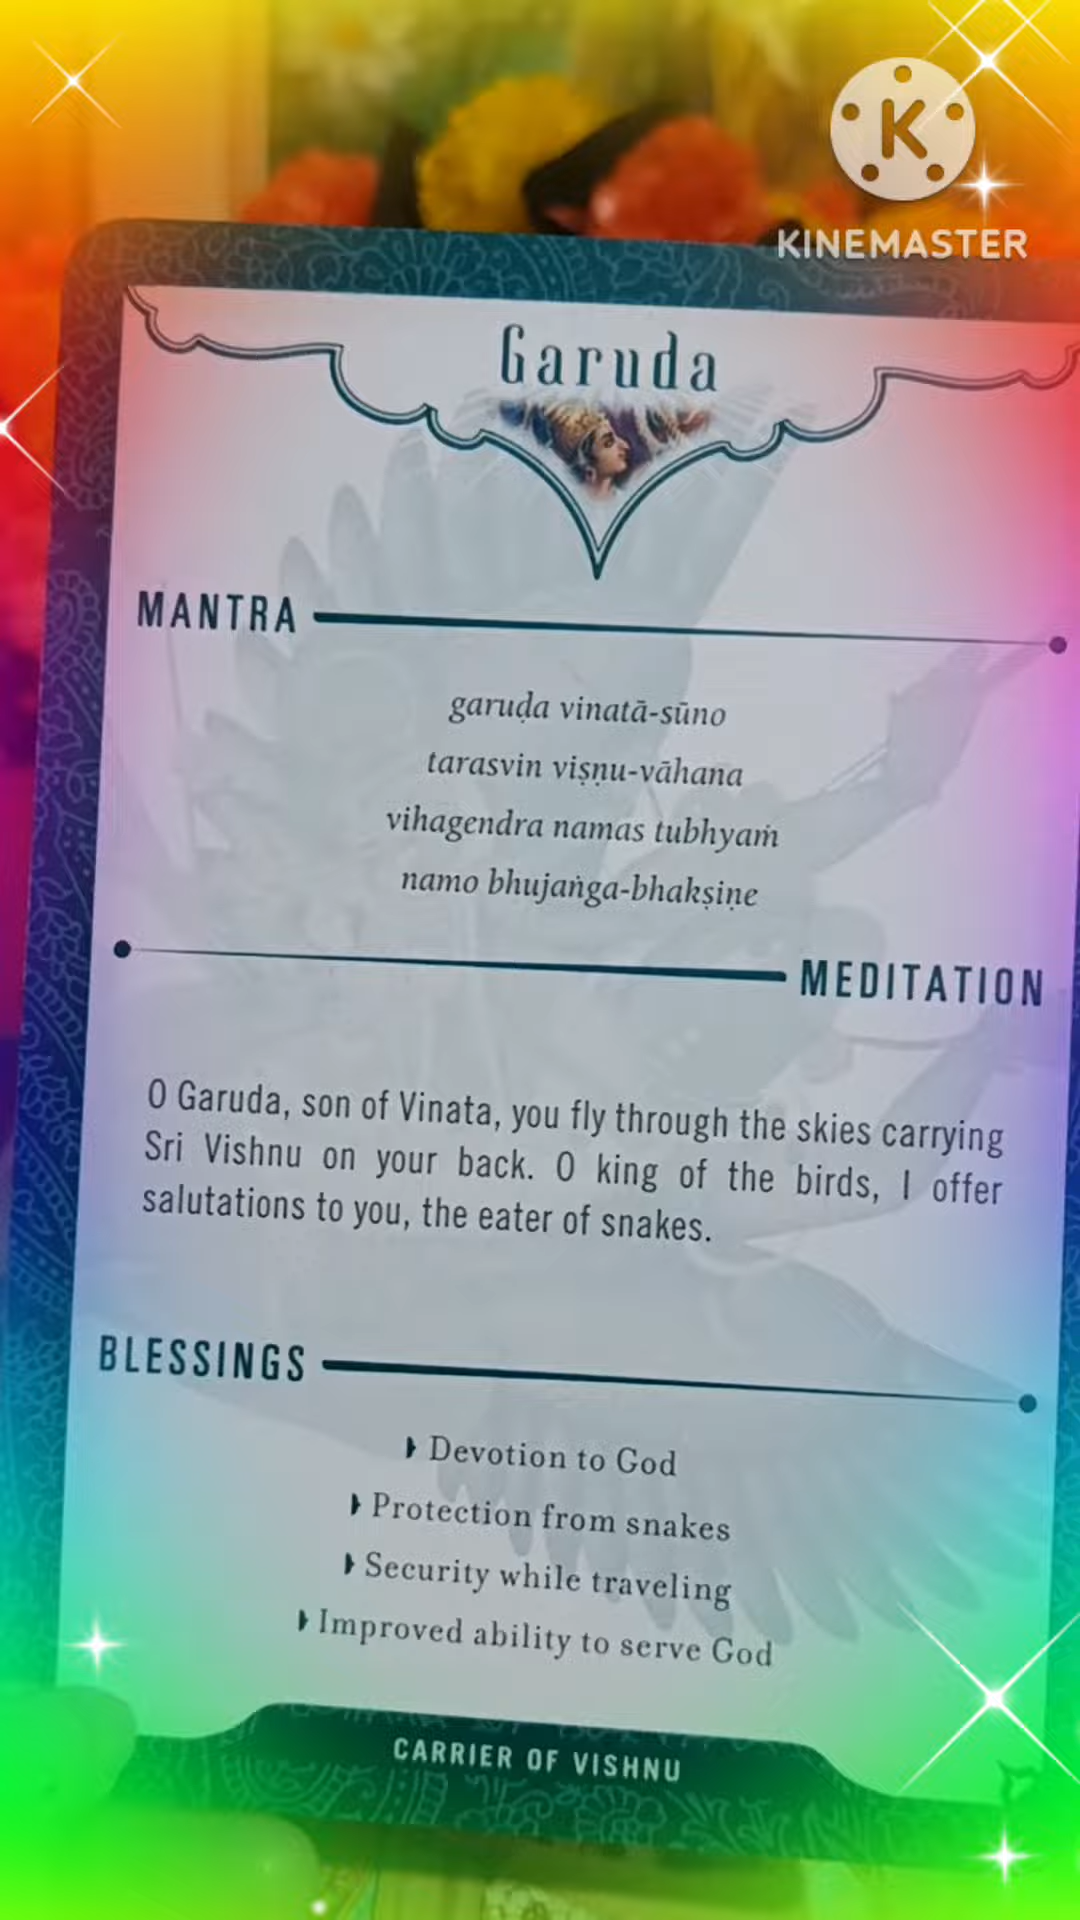 K
KINEMASTER
Garuda
MANTRA
garuḍa vinatā-sūno
tarasvin viṣṇu-vāhana
vihagendra namas tubhyaṁ
namo bhujaṅga-bhakṣiṇe
MEDITATION
O Garuda, son of Vinata, you fly through the skies carrying
Sri Vishnu on your back. O king of the birds, I offer
salutations to you, the eater of snakes.
BLESSINGS
Devotion to God
Protection from snakes
Security while traveling
Improved ability to serve God
CARRIER OF VISHNU